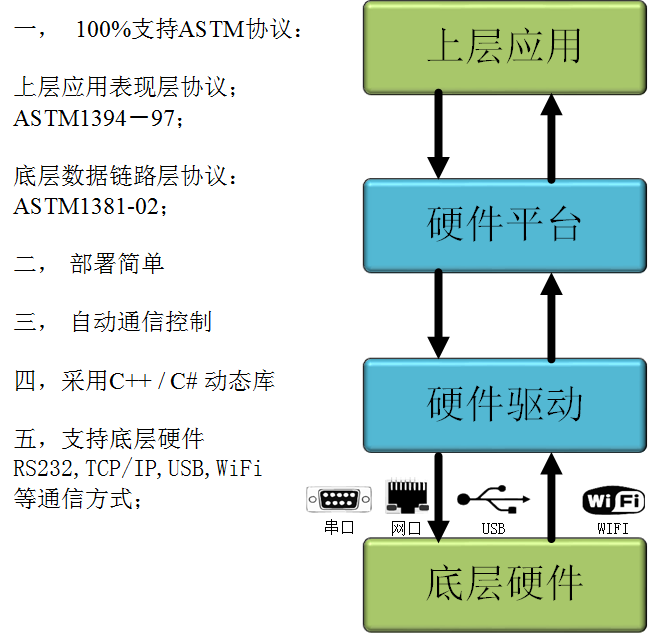 一， 100%支持ASTM协议：
上层应用表现层协议；
ASTM1394－97；
底层数据链路层协议：
ASTM1381-02；
二， 部署简单
三， 自动通信控制
四，采用C++ / C# 动态库
五，支持底层硬件
RS232,TCP/IP,USB,WiFi
等通信方式；
上层应用
硬件平台
硬件驱动
Wi Fi
串口
网口
USB
WIFI
底层硬件